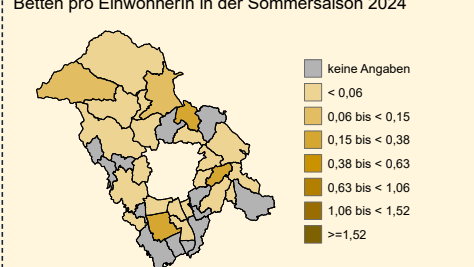 Betten pro EinwohnerIn in der Sommersaison 2024
keine Angaben
< 0,06
0,06 bis < 0,15
0,15 bis < 0,38
0,38 bis < 0,63
0,63 bis < 1,06
1,06 bis < 1,52
>=1,52